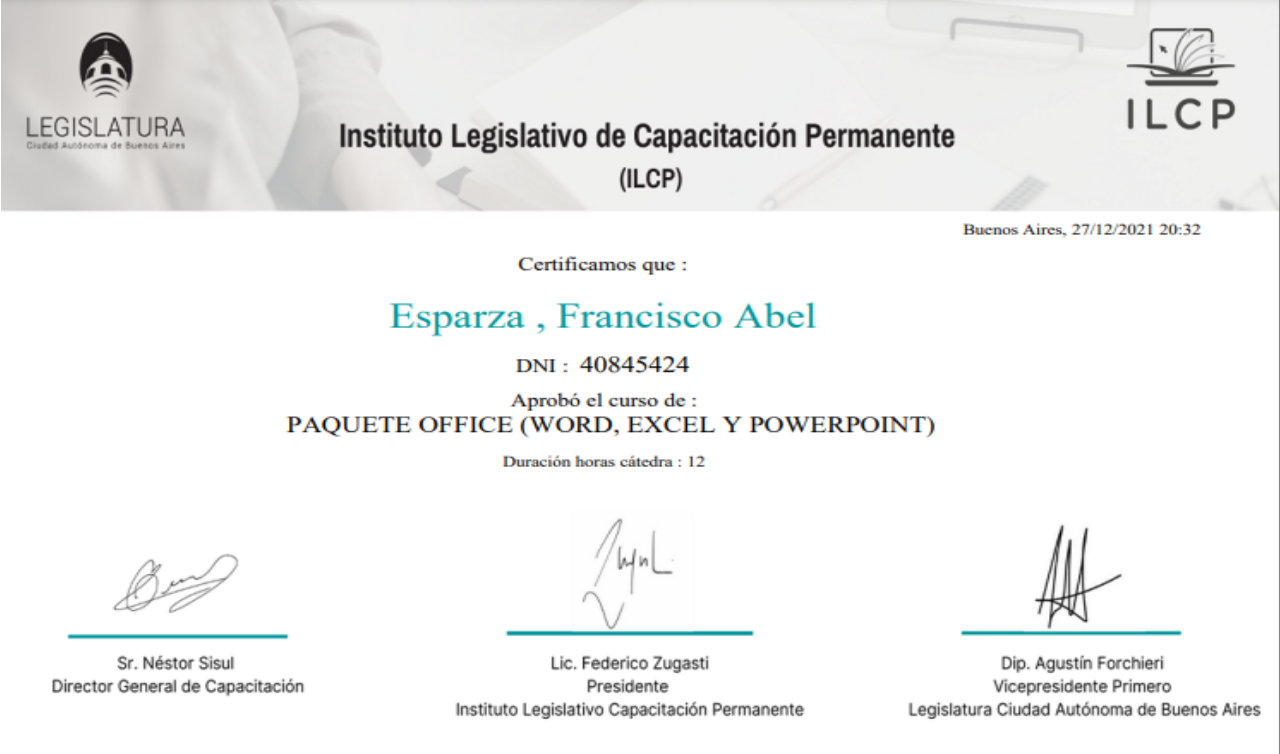 LEGISLATURA
Ciudad Autónoma de Buenos Aires
ILCP
Instituto Legislativo de Capacitación Permanente
(ILCP)
Buenos Aires, 27/12/2021 20:32
Certificamos que :
Esparza , Francisco Abel
DNI : 40845424
Aprobó el curso de :
PAQUETE OFFICE (WORD, EXCEL Y POWERPOINT)
Duración horas cátedra : 12
Sr. Néstor Sisul
Director General de Capacitación
Lic. Federico Zugasti
Presidente
Instituto Legislativo Capacitación Permanente
Dip. Agustín Forchieri
Vicepresidente Primero
Legislatura Ciudad Autónoma de Buenos Aires